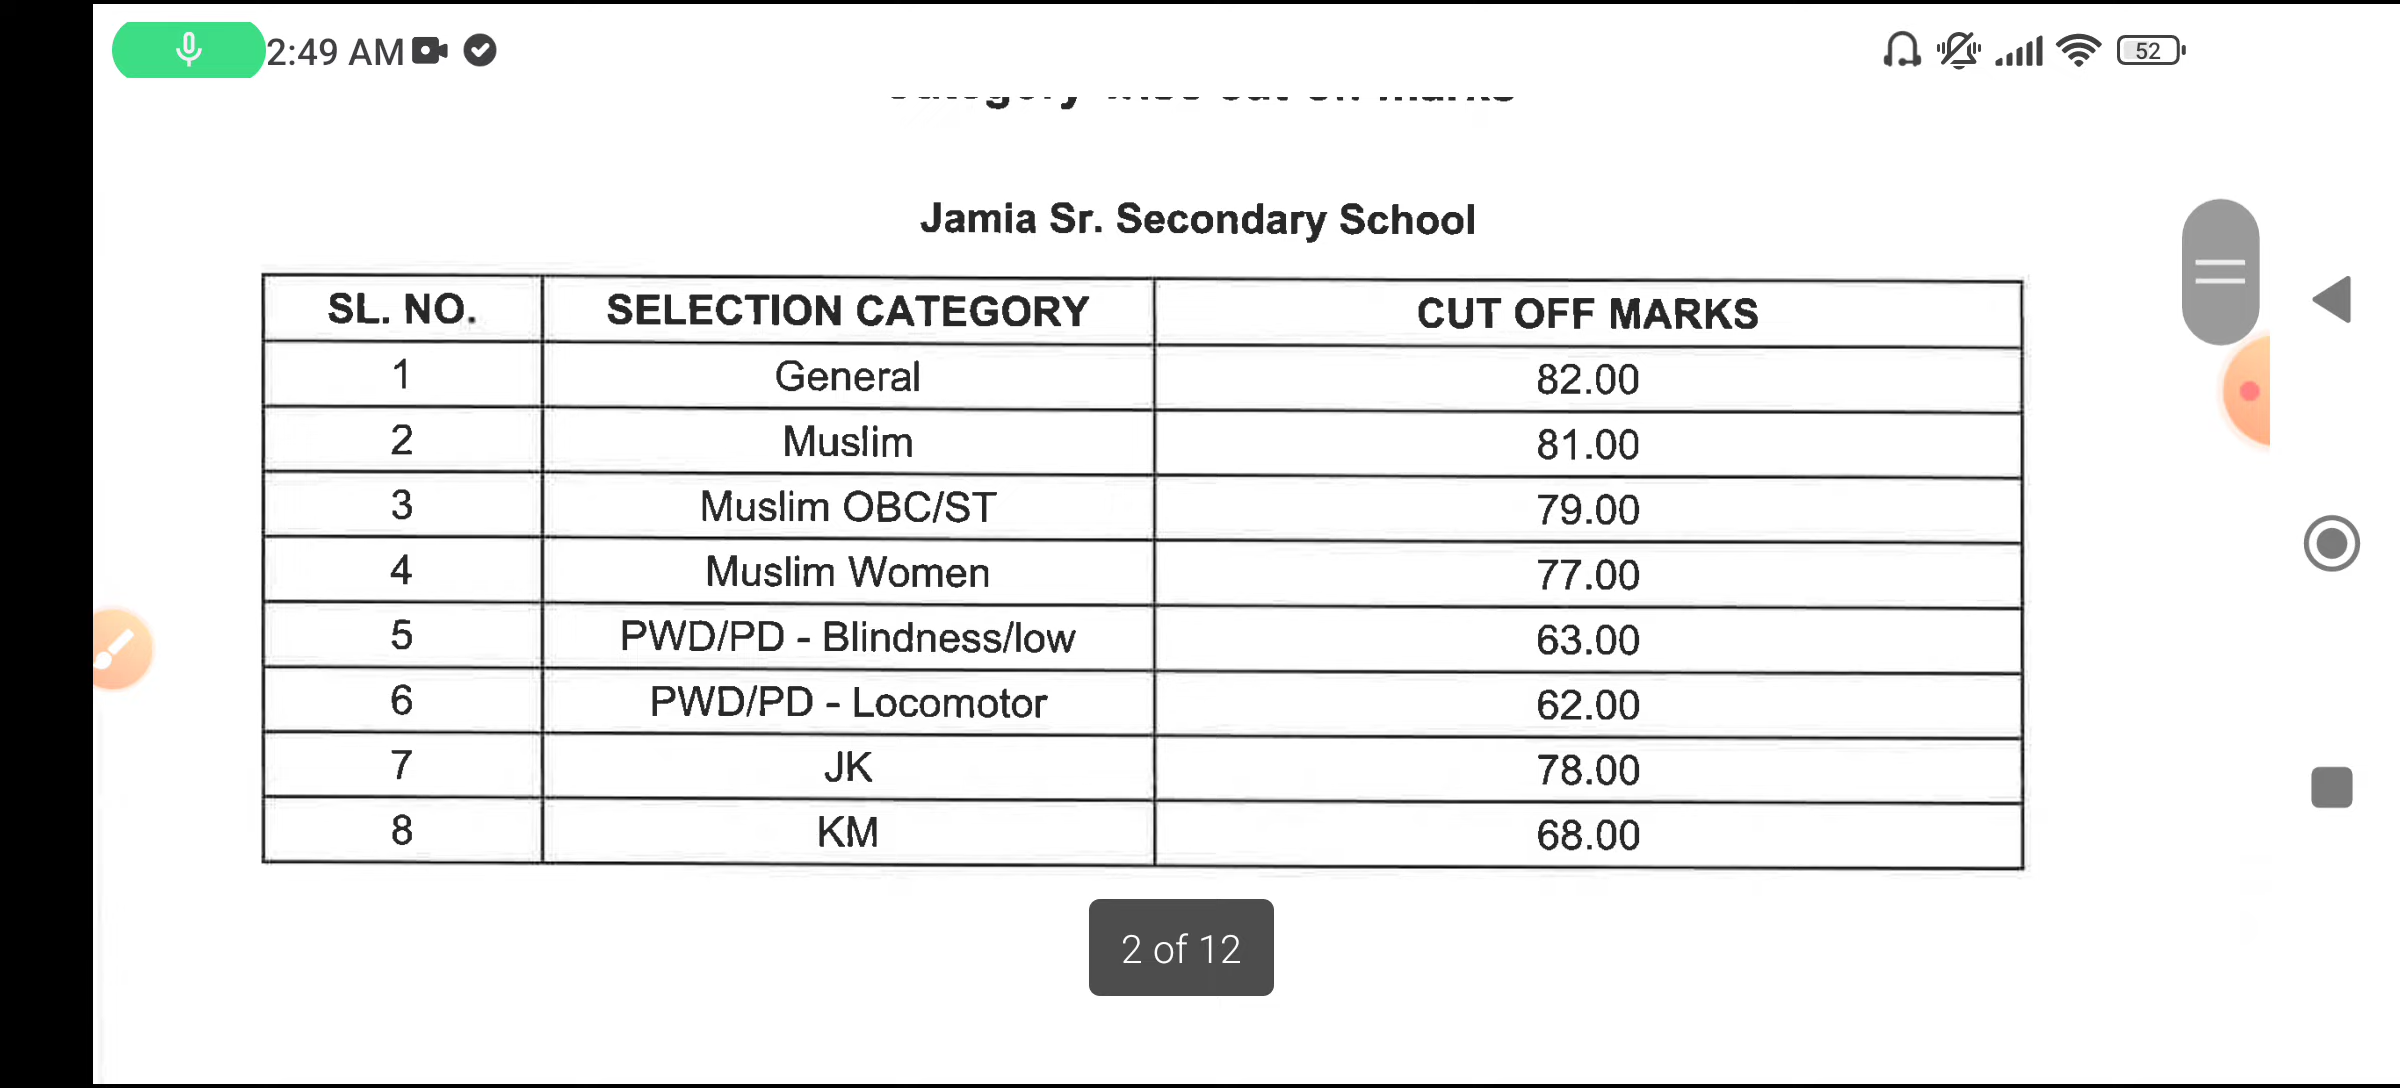 2:49 AM
52
Jamia Sr. Secondary School
SL. NO. SELECTION CATEGORY CUT OFF MARKS
1 General 82.00
2 Muslim 81.00
3 Muslim OBC/ST 79.00
4 Muslim Women 77.00
5 PWD/PD - Blindness/low 63.00
6 PWD/PD - Locomotor 62.00
7 JK 78.00
8 KM 68.00
2 of 12